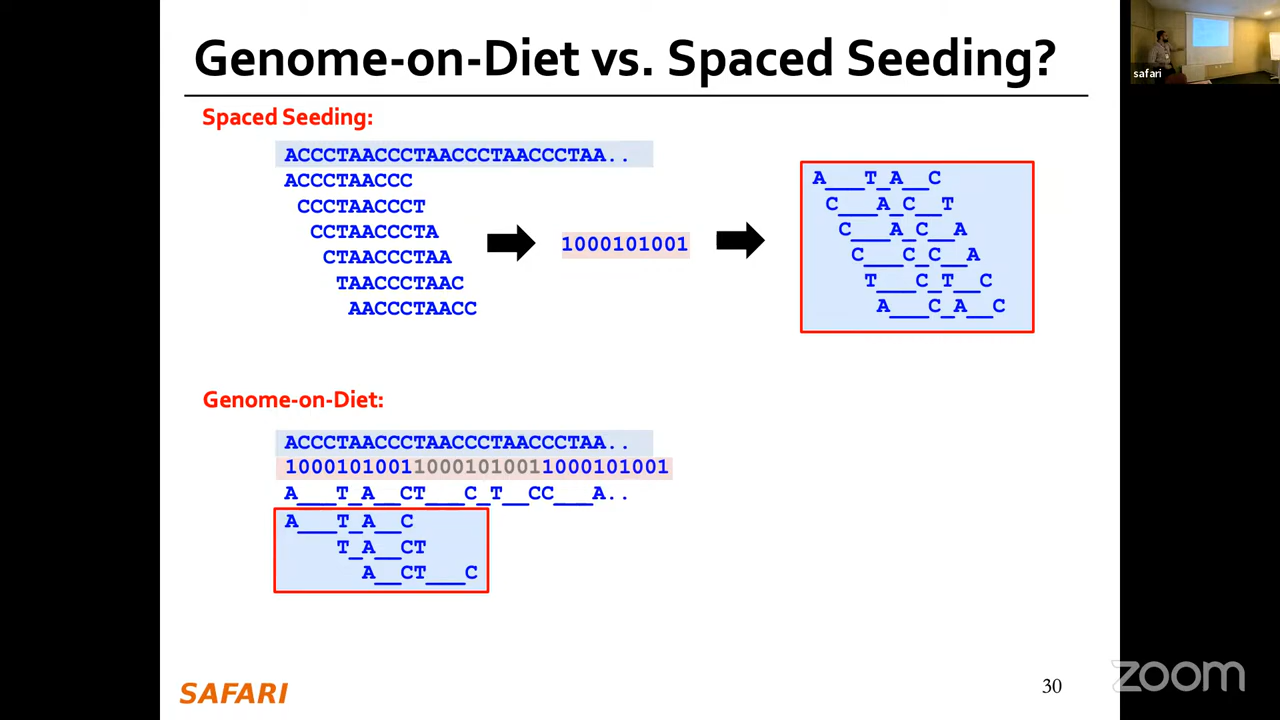 Genome-on-Diet vs. Spaced Seeding?
safari
Spaced Seeding:
ACCCTAACCCTAACCCTAACCCTAA..
ACCCTAACCC
CCCTAACCCT
CCTAACCCTA
CTAACCCTAA
TAACCCTAAC
AACCCTAACC
1000101001
A___T_A__C
C___A_C__T
C___A_C__A
C___C_C__A
T___C_T__C
A___C_A__C
Genome-on-Diet:
ACCCTAACCCTAACCCTAACCCTAA..
100010100110001010011000101001
A___T_A__CT___C_T__CC___A..
A___T_A__C
T_A__CT
A__CT___C
SAFARI
30
zoom